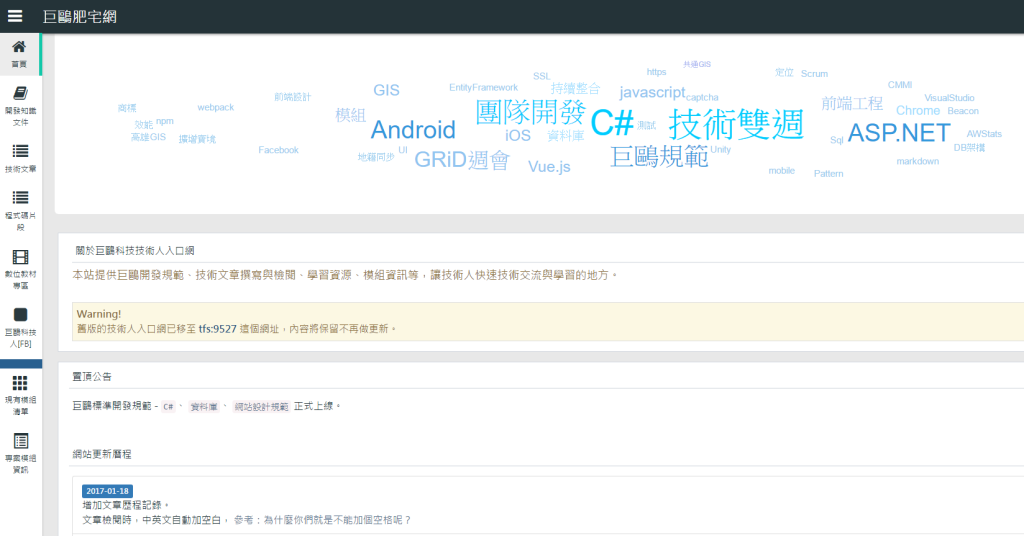 巨鷗肥宅網
首頁
開發知識
文件
技術文章
程式碼片
段
數位教材
專區
巨鷗科技
人[FB]
現有模組
清單
專案模組
資訊
共通GIS
https
定位
Scrum
SSL
GIS
EntityFramework
持續整合
javascript
captcha
CMMI
前端設計
團隊開發
前端工程
VisualStudio
商標
webpack
模組
C#
技術雙週
Chrome
Beacon
效能
npm
Android
iOS
資料庫
測試
Sql
ASP.NET
AWStats
高雄GIS
擴增實境
Facebook
UI
地籍同步
GRiD週會
Vue.js
巨鷗規範
Unity
DB架構
markdown
mobile
Pattern
關於巨鷗科技技術人入口網
本站提供巨鷗開發規範、技術文章撰寫與檢閱、學習資源、模組資訊等，讓技術人快速技術交流與學習的地方。
Warning!
舊版的技術人入口網已移至 tfs:9527 這個網址，內容將保留不再做更新。
置頂公告
巨鷗標準開發規範 - C# 、 資料庫 、 網站設計規範 正式上線。
網站更新歷程
2017-01-18
增加文章歷程記錄。
文章檢閱時，中英文自動加空白， 參考：為什麼你們就是不能加個空格呢？